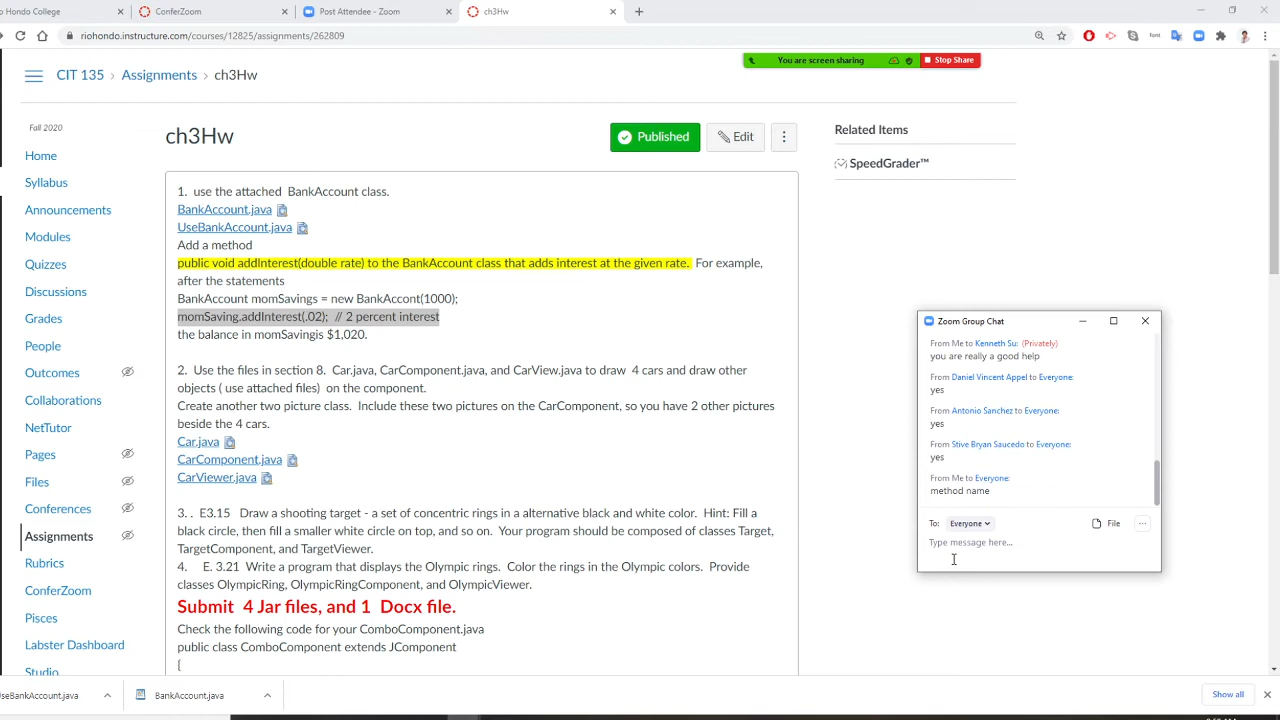 o Hondo College
ConferZoom
Post Attendee - Zoom
ch3Hw
riohondo.instructure.com/courses/12825/assignments/262809
font
You are screen sharing
Stop Share
CIT 135 › Assignments › ch3Hw
Fall 2020
Home
Syllabus
Announcements
Modules
Quizzes
Discussions
Grades
People
Outcomes
Collaborations
NetTutor
Pages
Files
Conferences
Assignments
Rubrics
ConferZoom
Pisces
Labster Dashboard
Studio
ch3Hw
Published
Edit
Related Items
SpeedGrader™
1. use the attached BankAccount class.
BankAccount.java
UseBankAccount.java
Add a method
public void addInterest(double rate) to the BankAccount class that adds interest at the given rate. For example,
after the statements
BankAccount momSavings = new BankAccont(1000);
momSaving.addInterest(.02); // 2 percent interest
the balance in momSavingis $1,020.
2. Use the files in section 8. Car.java, CarComponent.java, and CarView.java to draw 4 cars and draw other
objects ( use attached files) on the component.
Create another two picture class. Include these two pictures on the CarComponent, so you have 2 other pictures
beside the 4 cars.
Car.java
CarComponent.java
CarViewer.java
3. . E3.15 Draw a shooting target - a set of concentric rings in a alternative black and white color. Hint: Fill a
black circle, then fill a smaller white circle on top, and so on. Your program should be composed of classes Target,
TargetComponent, and TargetViewer.
4. E. 3.21 Write a program that displays the Olympic rings. Color the rings in the Olympic colors. Provide
classes OlympicRing, OlympicRingComponent, and OlympicViewer.
Submit 4 Jar files, and 1 Docx file.
Check the following code for your ComboComponent.java
public class ComboComponent extends JComponent
{
Zoom Group Chat
From Me to Kenneth Su: (Privately)
you are really a good help
From Daniel Vincent Appel to Everyone:
yes
From Antonio Sanchez to Everyone:
yes
From Stive Bryan Saucedo to Everyone:
yes
From Me to Everyone:
method name
To: Everyone
File
Type message here...
UseBankAccount.java
BankAccount.java
Show all